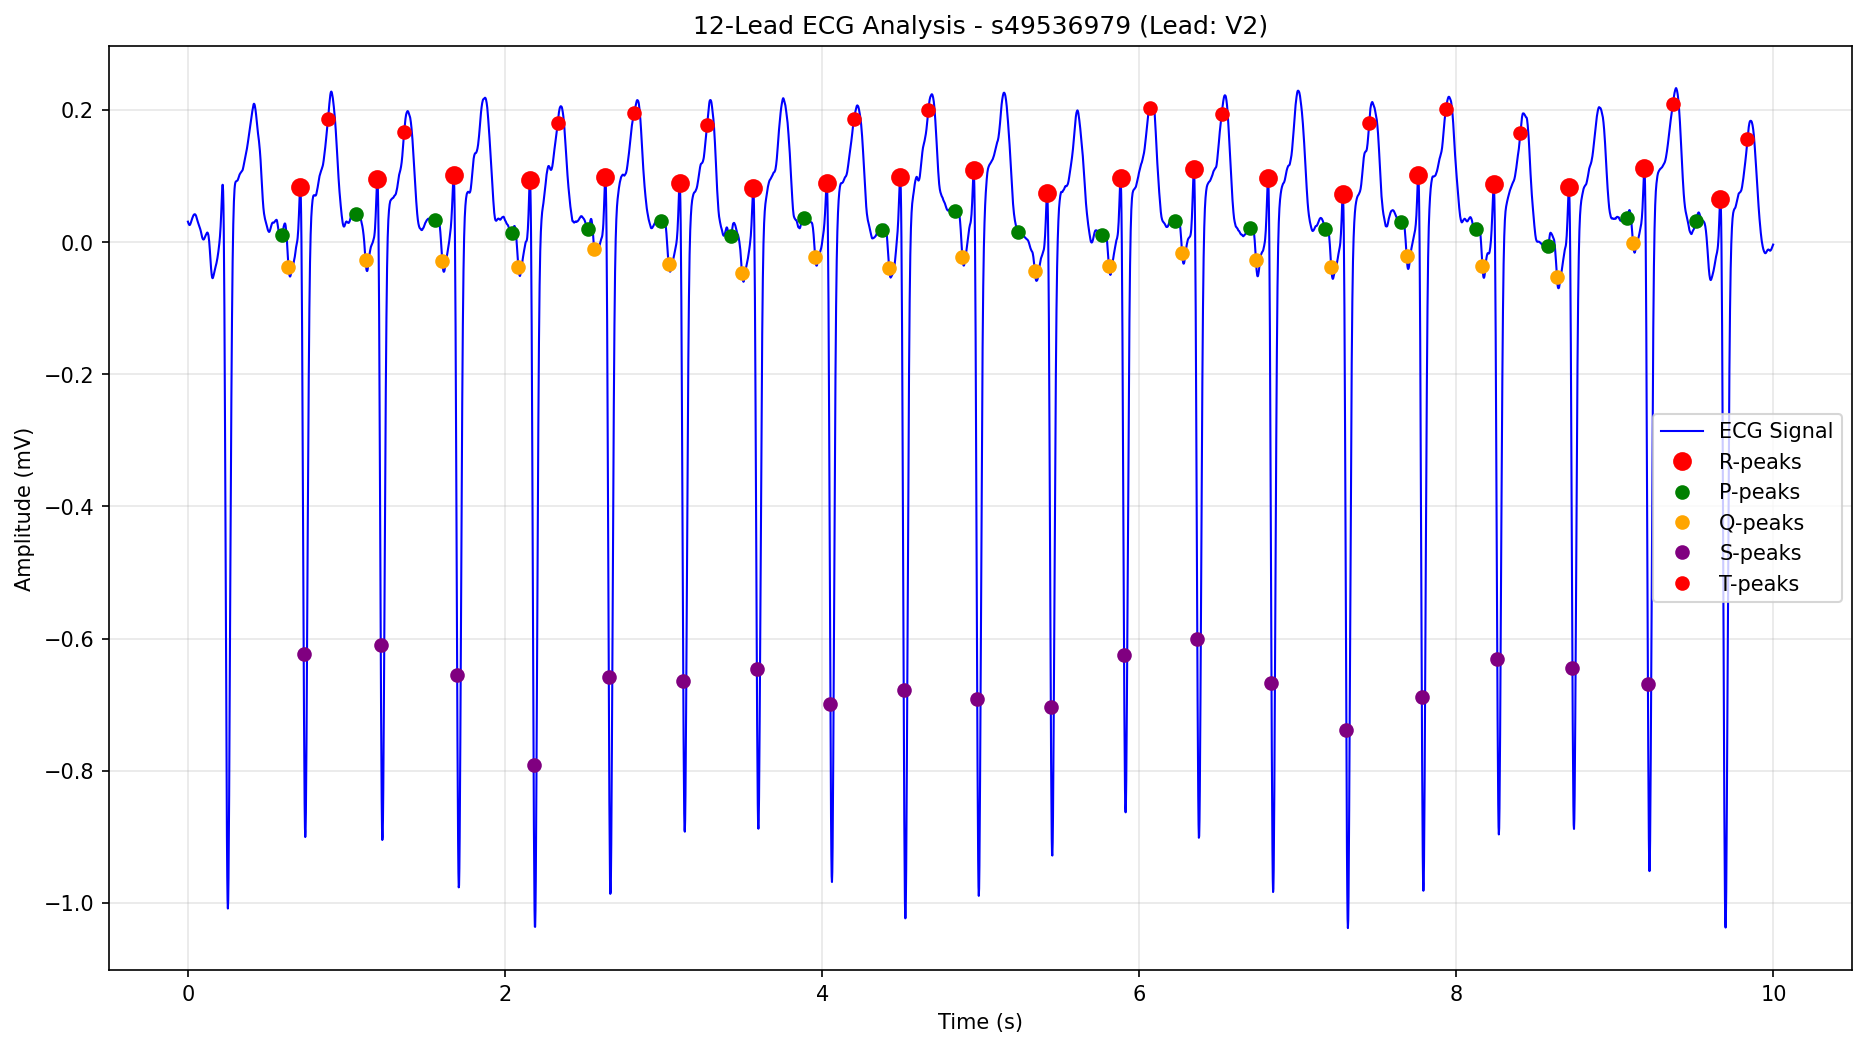 12-Lead ECG Analysis - s49536979 (Lead: V2)
Amplitude (mV)
0.2
0.0
−0.2
−0.4
−0.6
−0.8
−1.0
ECG Signal
R-peaks
P-peaks
Q-peaks
S-peaks
T-peaks
0 2 4 6 8 10
Time (s)